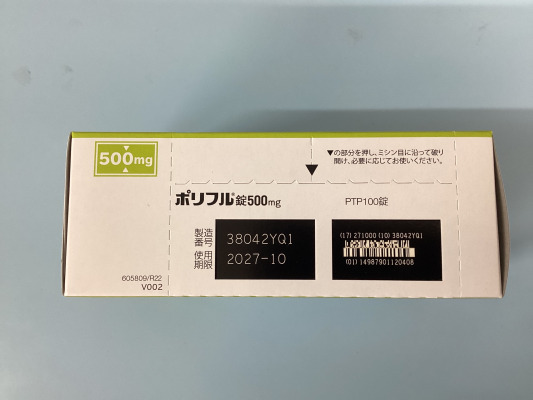 500mg
▼の部分を押し、ミシン目に沿って破り
開け、必要に応じてお使いください。
ポリフル®錠500mg
PTP100錠
製造番号 38042YQ1
使用期限 2027-10
(17) 271000 (10) 38042YQ1
(01) 14987901120408
605809/R22
V002